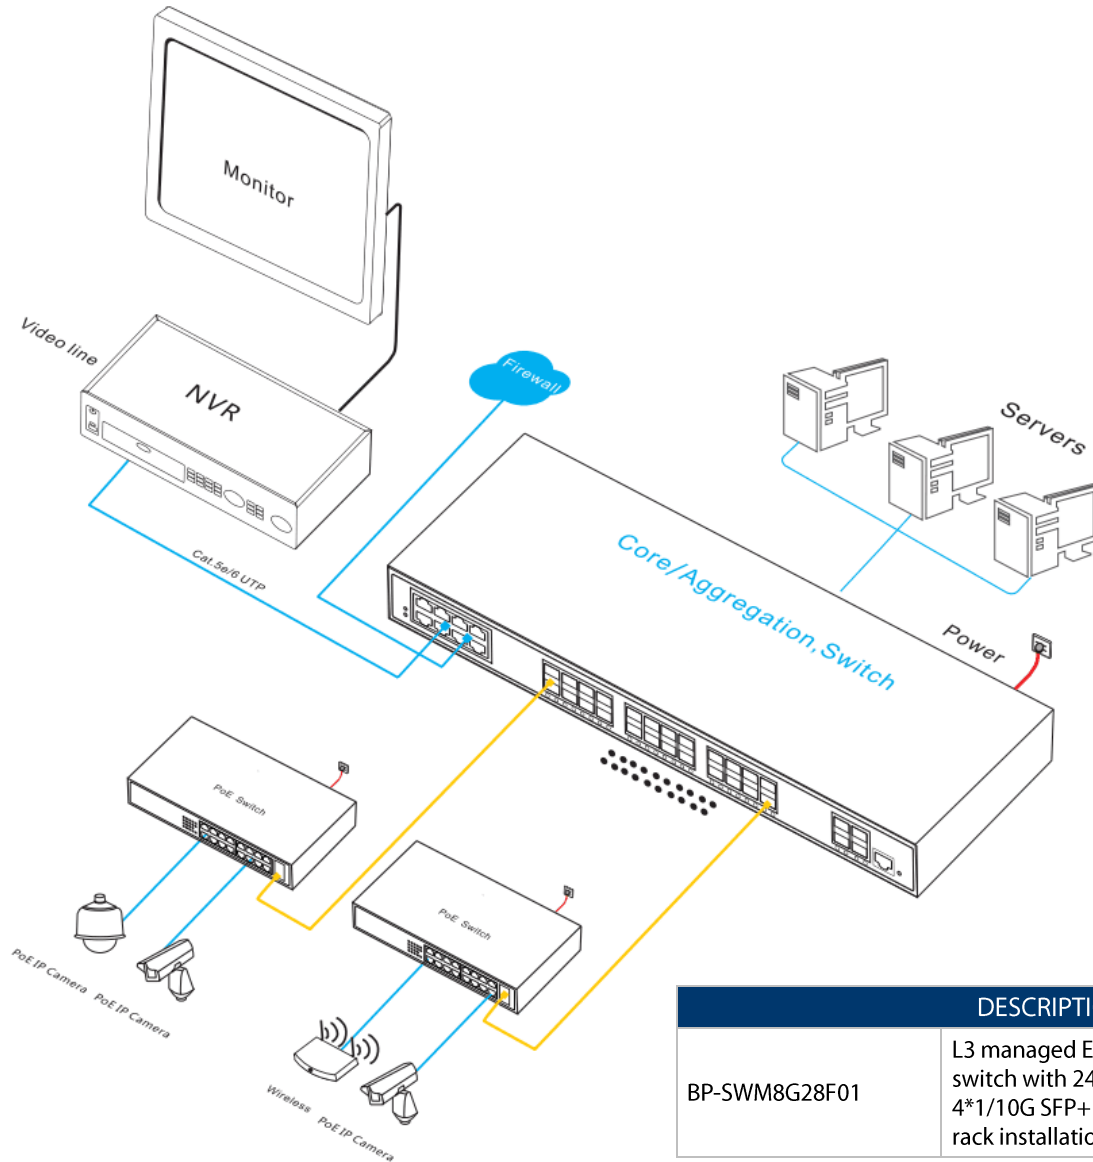 Monitor
Video line
NVR
Firewall
Servers
Cat.5e/6 UTP
Core/Aggregation,Switch
Power
PoE Switch
PoE Switch
PoE IP Camera
PoE IP Camera
Wireless
PoE IP Camera
DESCRIPTI
BP-SWM8G28F01
L3 managed E
switch with 24
4*1/10G SFP+
rack installatio